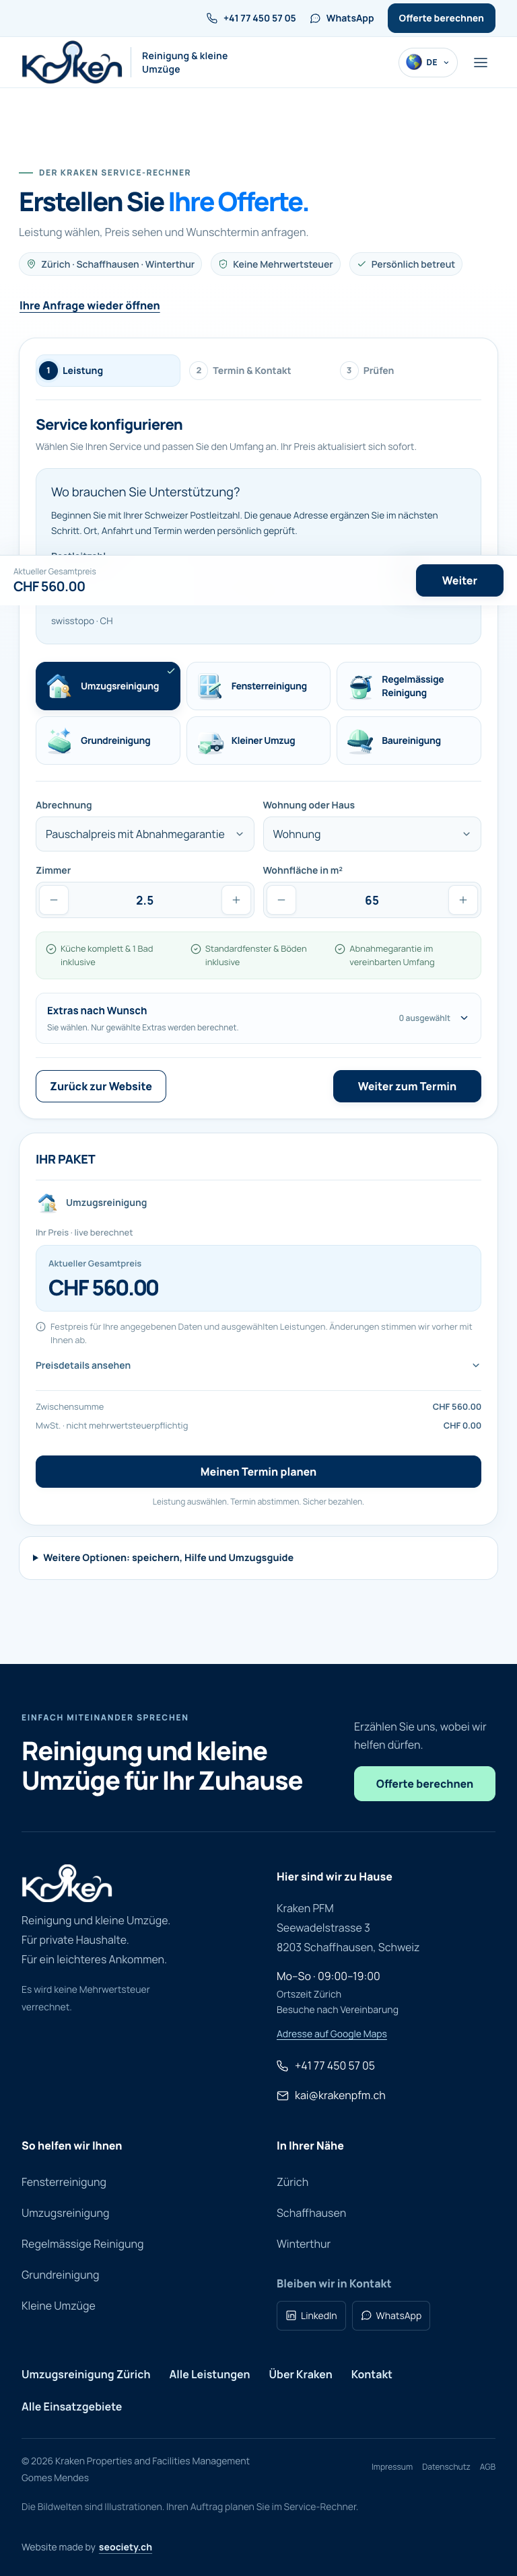 +41 77 450 57 05
WhatsApp
Offerte berechnen
Kraken
Reinigung & kleine
Umzüge
DE
DER KRAKEN SERVICE-RECHNER
Erstellen Sie Ihre Offerte.
Leistung wählen, Preis sehen und Wunschtermin anfragen.
Zürich · Schaffhausen · Winterthur
Keine Mehrwertsteuer
Persönlich betreut
Ihre Anfrage wieder öffnen
1 Leistung
2 Termin & Kontakt
3 Prüfen
Service konfigurieren
Wählen Sie Ihren Service und passen Sie den Umfang an. Ihr Preis aktualisiert sich sofort.
Wo brauchen Sie Unterstützung?
Beginnen Sie mit Ihrer Schweizer Postleitzahl. Die genaue Adresse ergänzen Sie im nächsten
Schritt. Ort, Anfahrt und Termin werden persönlich geprüft.
Aktueller Gesamtpreis
CHF 560.00
Weiter
swisstopo · CH
Umzugsreinigung
Fensterreinigung
Regelmässige
Reinigung
Grundreinigung
Kleiner Umzug
Baureinigung
Abrechnung
Wohnung oder Haus
Pauschalpreis mit Abnahmegarantie
Wohnung
Zimmer
Wohnfläche in m²
− 2.5 +
− 65 +
Küche komplett & 1 Bad
inklusive
Standardfenster & Böden
inklusive
Abnahmegarantie im
vereinbarten Umfang
Extras nach Wunsch
Sie wählen. Nur gewählte Extras werden berechnet.
0 ausgewählt
Zurück zur Website
Weiter zum Termin
IHR PAKET
Umzugsreinigung
Ihr Preis · live berechnet
Aktueller Gesamtpreis
CHF 560.00
Festpreis für Ihre angegebenen Daten und ausgewählten Leistungen. Änderungen stimmen wir vorher mit
Ihnen ab.
Preisdetails ansehen
Zwischensumme CHF 560.00
MwSt. · nicht mehrwertsteuerpflichtig CHF 0.00
Meinen Termin planen
Leistung auswählen. Termin abstimmen. Sicher bezahlen.
Weitere Optionen: speichern, Hilfe und Umzugsguide
EINFACH MITEINANDER SPRECHEN
Reinigung und kleine
Umzüge für Ihr Zuhause
Erzählen Sie uns, wobei wir
helfen dürfen.
Offerte berechnen
Kraken
Reinigung und kleine Umzüge.
Für private Haushalte.
Für ein leichteres Ankommen.
Es wird keine Mehrwertsteuer
verrechnet.
Hier sind wir zu Hause
Kraken PFM
Seewadelstrasse 3
8203 Schaffhausen, Schweiz
Mo–So · 09:00–19:00
Ortszeit Zürich
Besuche nach Vereinbarung
Adresse auf Google Maps
+41 77 450 57 05
kai@krakenpfm.ch
So helfen wir Ihnen
Fensterreinigung
Umzugsreinigung
Regelmässige Reinigung
Grundreinigung
Kleine Umzüge
In Ihrer Nähe
Zürich
Schaffhausen
Winterthur
Bleiben wir in Kontakt
LinkedIn
WhatsApp
Umzugsreinigung Zürich
Alle Leistungen
Über Kraken
Kontakt
Alle Einsatzgebiete
© 2026 Kraken Properties and Facilities Management
Gomes Mendes
Impressum
Datenschutz
AGB
Die Bildwelten sind Illustrationen. Ihren Auftrag planen Sie im Service-Rechner.
Website made by seociety.ch